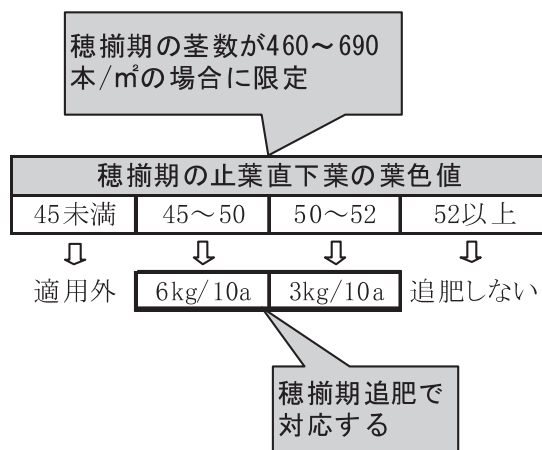 穂揃期の茎数が460～690
本/㎡の場合に限定
穂揃期の止葉直下葉の葉色値
45未満 45～50 50～52 52以上
適用外 6kg/10a 3kg/10a 追肥しない
穂揃期追肥で
対応する